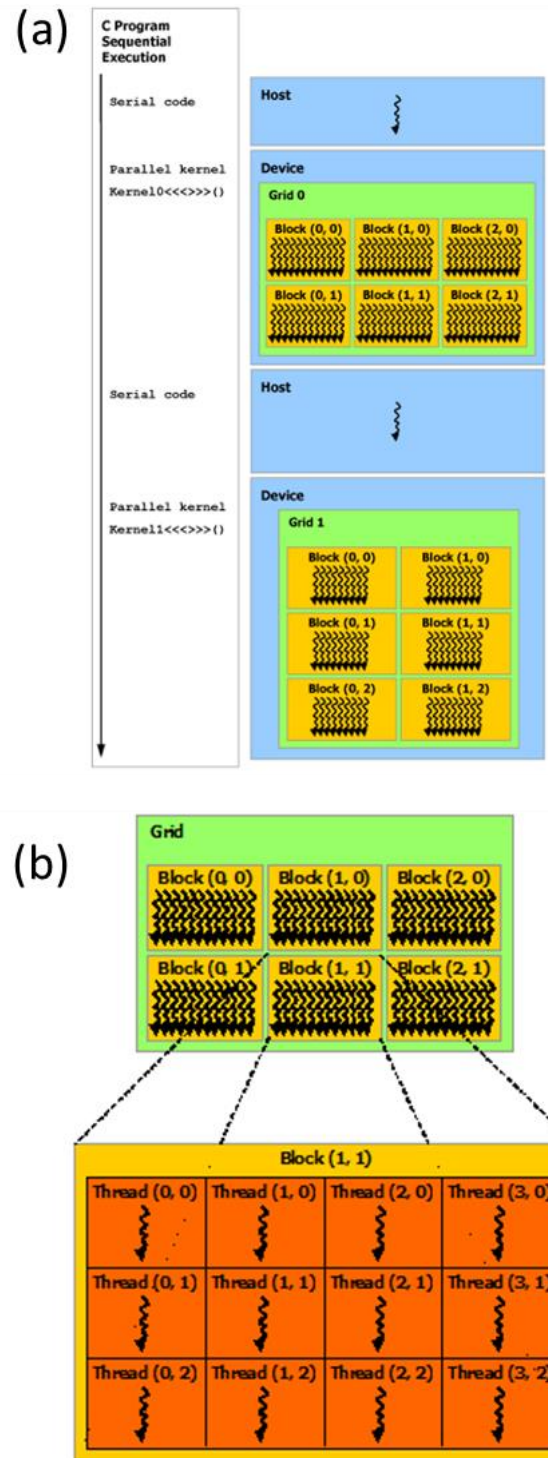 (a)
C Program
Sequential
Execution
Serial code
Host
Parallel kernel
Kernel0<<<>>>()
Device
Grid 0
Block (0, 0) Block (1, 0) Block (2, 0)
Block (0, 1) Block (1, 1) Block (2, 1)
Serial code
Host
Parallel kernel
Kernel1<<<>>>()
Device
Grid 1
Block (0, 0) Block (1, 0)
Block (0, 1) Block (1, 1)
Block (0, 2) Block (1, 2)
(b)
Grid
Block (0, 0) Block (1, 0) Block (2, 0)
Block (0, 1) Block (1, 1) Block (2, 1)
Block (1, 1)
Thread (0, 0) Thread (1, 0) Thread (2, 0) Thread (3, 0)
Thread (0, 1) Thread (1, 1) Thread (2, 1) Thread (3, 1)
Thread (0, 2) Thread (1, 2) Thread (2, 2) Thread (3, 2)